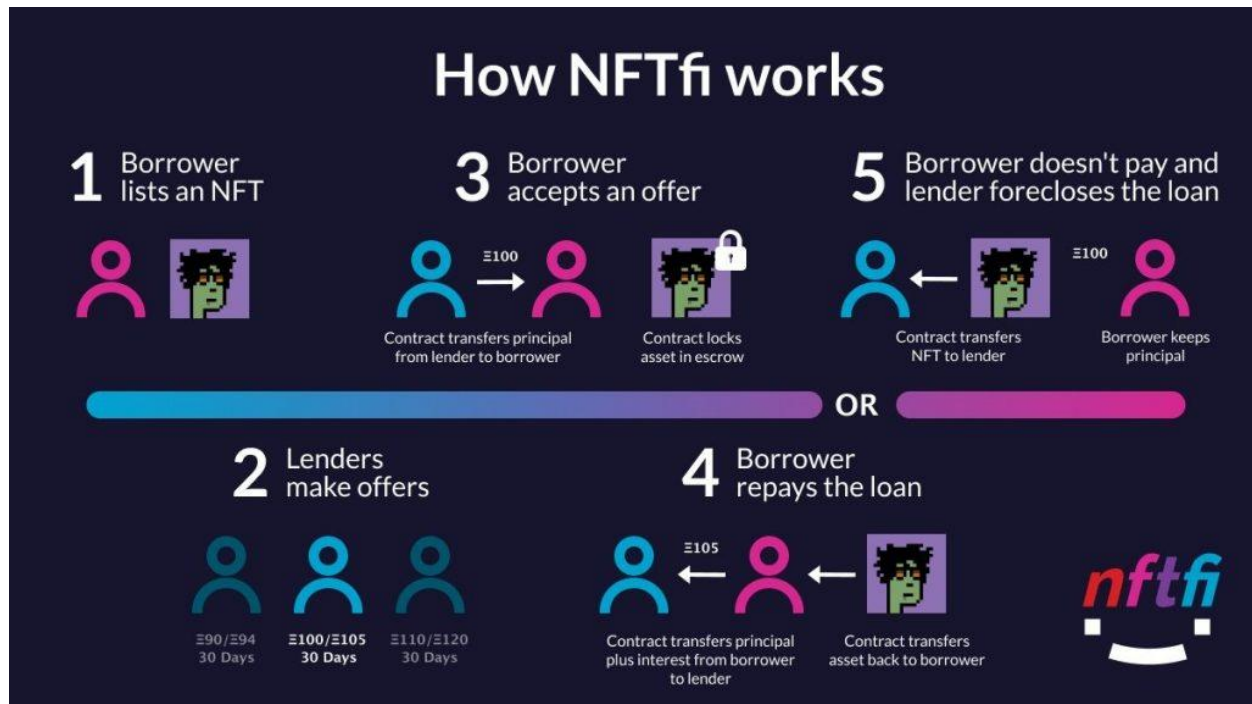 How NFTfi works
1 Borrower
lists an NFT
3 Borrower
accepts an offer
Ξ100
Contract transfers principal
from lender to borrower
Contract locks
asset in escrow
5 Borrower doesn't pay and
lender forecloses the loan
Ξ100
Contract transfers
NFT to lender
Borrower keeps
principal
OR
2 Lenders
make offers
Ξ90/Ξ94
30 Days
Ξ100/Ξ105
30 Days
Ξ110/Ξ120
30 Days
4 Borrower
repays the loan
Ξ105
Contract transfers principal
plus interest from borrower
to lender
Contract transfers
asset back to borrower
nftfi